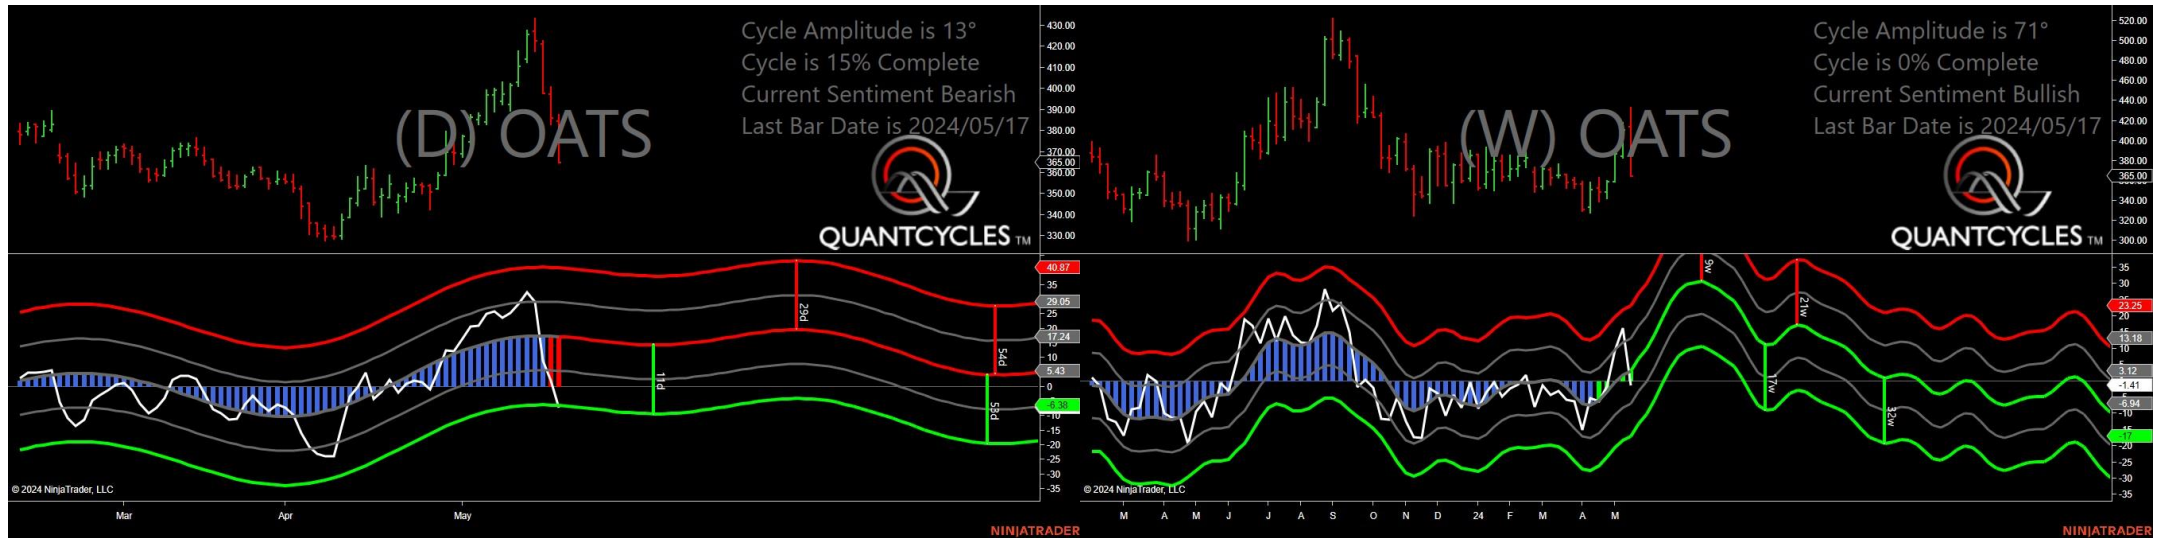 Cycle Amplitude is 13°
Cycle is 15% Complete
Current Sentiment Bearish
Last Bar Date is 2024/05/17
(D) OATS
QUANTCYCLES TM
430.00
420.00
410.00
400.00
390.00
380.00
370.00
365.00
360.00
350.00
340.00
330.00
40.87
35
29.05
25
20
17.24
10
5.43
0
-6.38
-10
-15
-20
-25
-30
-35
11d
29d
54d
53d
© 2024 NinjaTrader, LLC
Mar Apr May
NINJATRADER
Cycle Amplitude is 71°
Cycle is 0% Complete
Current Sentiment Bullish
Last Bar Date is 2024/05/17
(W) OATS
QUANTCYCLES TM
520.00
500.00
480.00
460.00
440.00
420.00
400.00
380.00
365.00
340.00
320.00
300.00
35
30
23.25
20
15
13.18
10
3.12
-1.41
-6.94
-10
-17
-20
-25
-30
-35
9w
21w
17w
32w
© 2024 NinjaTrader, LLC
M A M J J A S O N D 24 F M A M
NINJATRADER